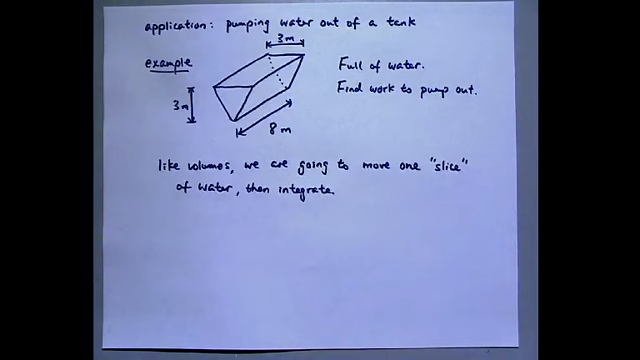 application: pumping water out of a tank
3m
example
Full of water.
3m
Find work to pump out.
8 m
like volumes, we are going to move one "slice"
of water, then integrate.